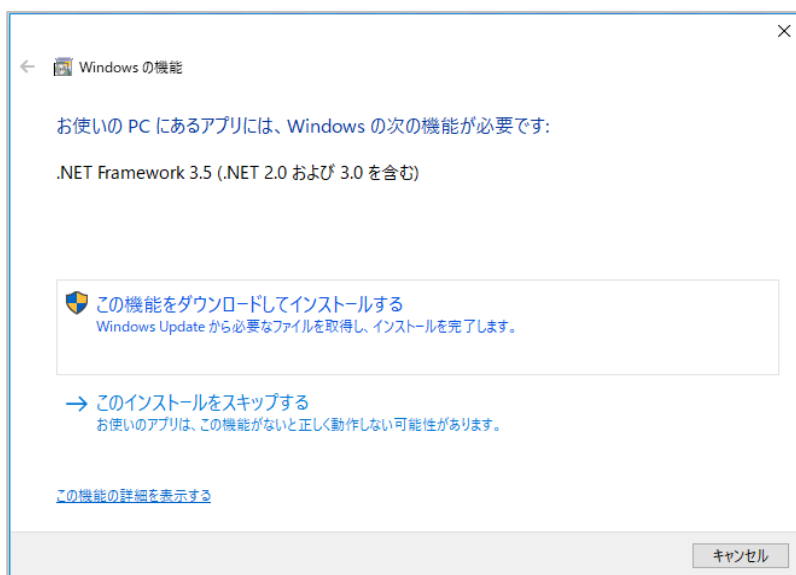 Windows の機能
お使いの PC にあるアプリには、Windows の次の機能が必要です:
.NET Framework 3.5 (.NET 2.0 および 3.0 を含む)
この機能をダウンロードしてインストールする
Windows Update から必要なファイルを取得し、インストールを完了します。
このインストールをスキップする
お使いのアプリは、この機能がないと正しく動作しない可能性があります。
この機能の詳細を表示する
キャンセル